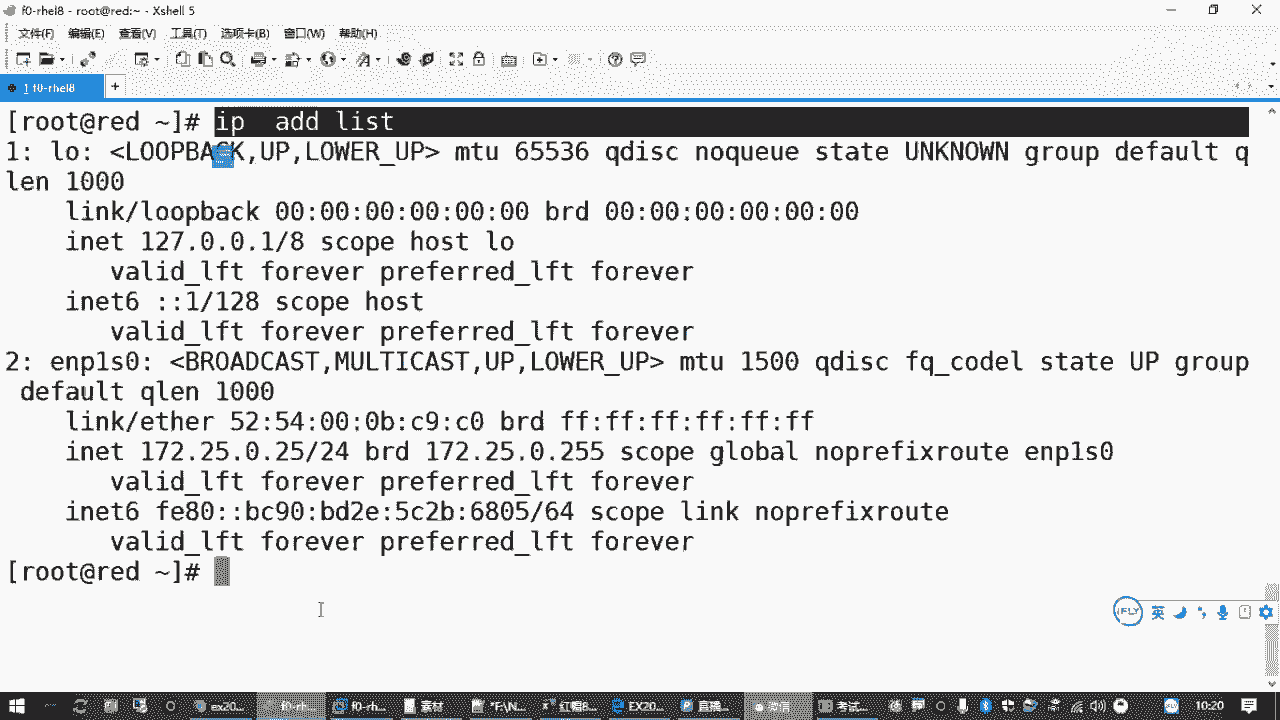 f0-rhel8 - root@red:~ - Xshell 5
文件(F) 编辑(E) 查看(V) 工具(T) 选项卡(B) 窗口(W) 帮助(H)
1 f0-rhel8
[root@red ~]# ip  add list
1: lo: <LOOPBACK,UP,LOWER_UP> mtu 65536 qdisc noqueue state UNKNOWN group default q
len 1000
    link/loopback 00:00:00:00:00:00 brd 00:00:00:00:00:00
    inet 127.0.0.1/8 scope host lo
       valid_lft forever preferred_lft forever
    inet6 ::1/128 scope host
       valid_lft forever preferred_lft forever
2: enp1s0: <BROADCAST,MULTICAST,UP,LOWER_UP> mtu 1500 qdisc fq_codel state UP group
 default qlen 1000
    link/ether 52:54:00:0b:c9:c0 brd ff:ff:ff:ff:ff:ff
    inet 172.25.0.25/24 brd 172.25.0.255 scope global noprefixroute enp1s0
       valid_lft forever preferred_lft forever
    inet6 fe80::bc90:bd2e:5c2b:6805/64 scope link noprefixroute
       valid_lft forever preferred_lft forever
[root@red ~]#
iFLY 英
ex20... f0-rh... f0-rh... 素材 "F:\N... 红帽8... EX20... 直播... 考试... 10:20